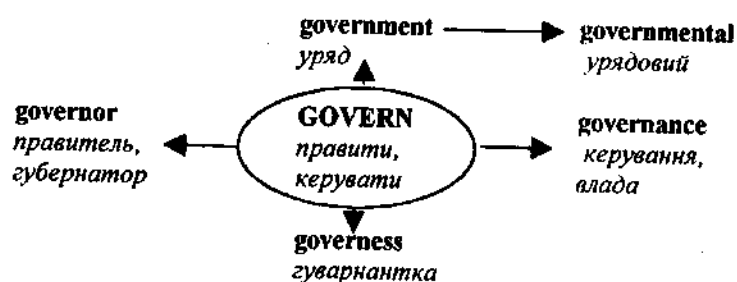 government
уряд
governmental
урядовий
governor
правитель,
губернатор
GOVERN
правити,
керувати
governance
керування,
влада
governess
гуварнантка